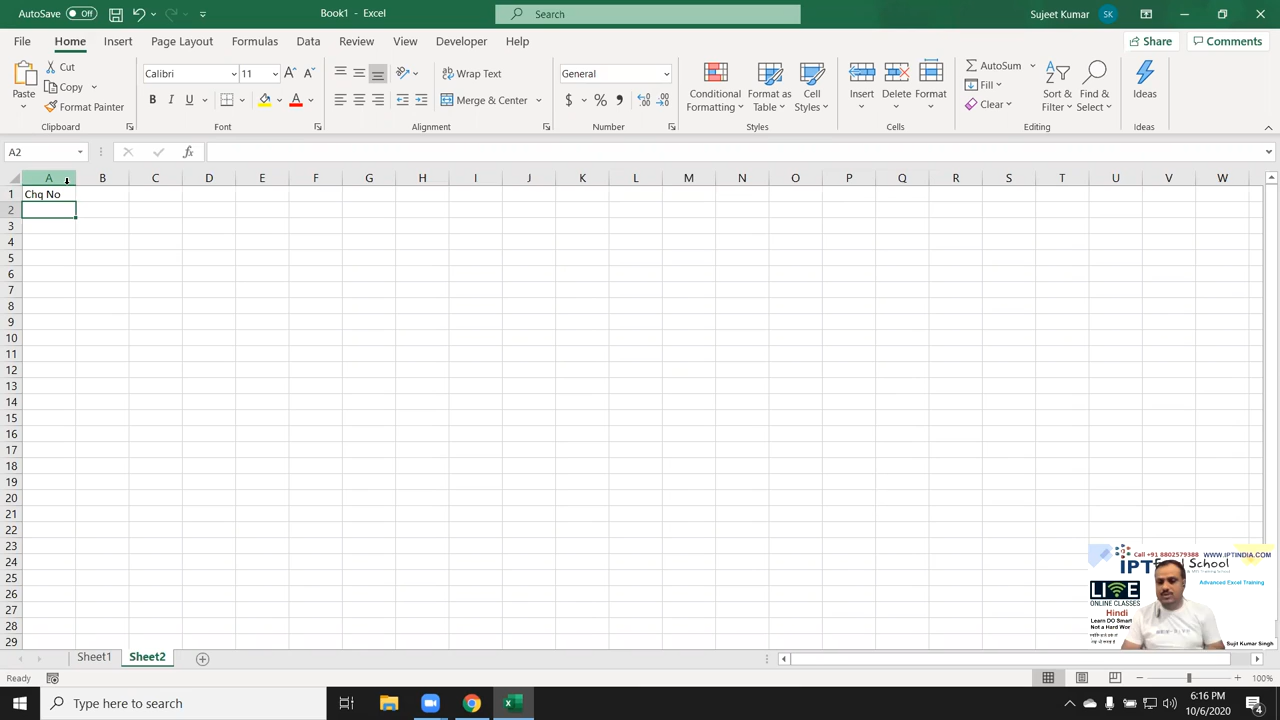 AutoSave Off Book1 - Excel Search Sujeet Kumar SK
File Home Insert Page Layout Formulas Data Review View Developer Help Share Comments
Paste Cut Copy Format Painter Clipboard
Calibri 11 A A B I U A Font
Wrap Text Merge & Center Alignment
General $ % , Number
Conditional Formatting Format as Table Cell Styles Styles
Insert Delete Format Cells
AutoSum Fill Clear Sort & Filter Find & Select Editing
Ideas Ideas
A2 fx
A B C D E F G H I J K L M N O P Q R S T U V W
1 Chq No
2
3
4
5
6
7
8
9
10
11
12
13
14
15
16
17
18
19
20
21
22
23
24
25
26
27
28
29
Call +91 8802579388 WWW.IPTINDIA.COM
IPT Excel School
Advanced Excel Training
LIVE
ONLINE CLASSES
Hindi
Learn DO Smart
Not a Hard Wor
Sujit Kumar Singh
Sheet1 Sheet2
Ready 100%
Type here to search 6:16 PM
10/6/2020 4